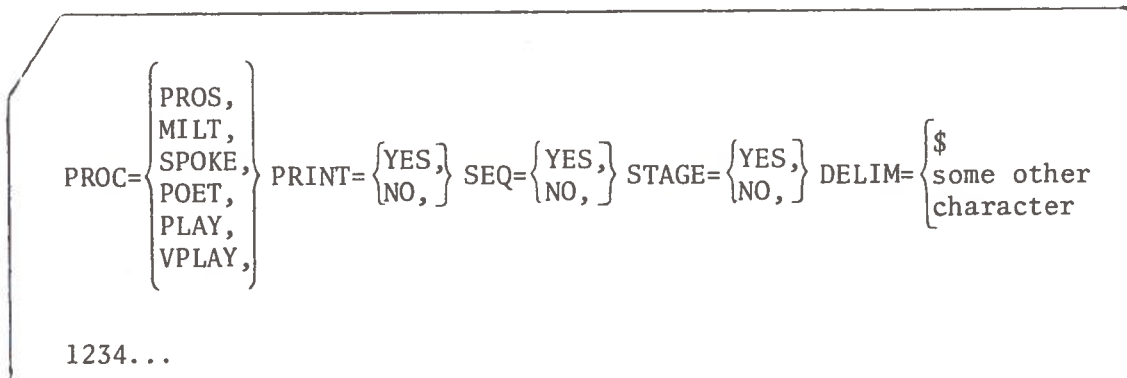 PROS,
MILT,
PROC= SPOKE, PRINT= {YES, NO,} SEQ= {YES, NO,} STAGE= {YES, NO,} DELIM= { $
POET, some other
PLAY, character
VPLAY,
1234...